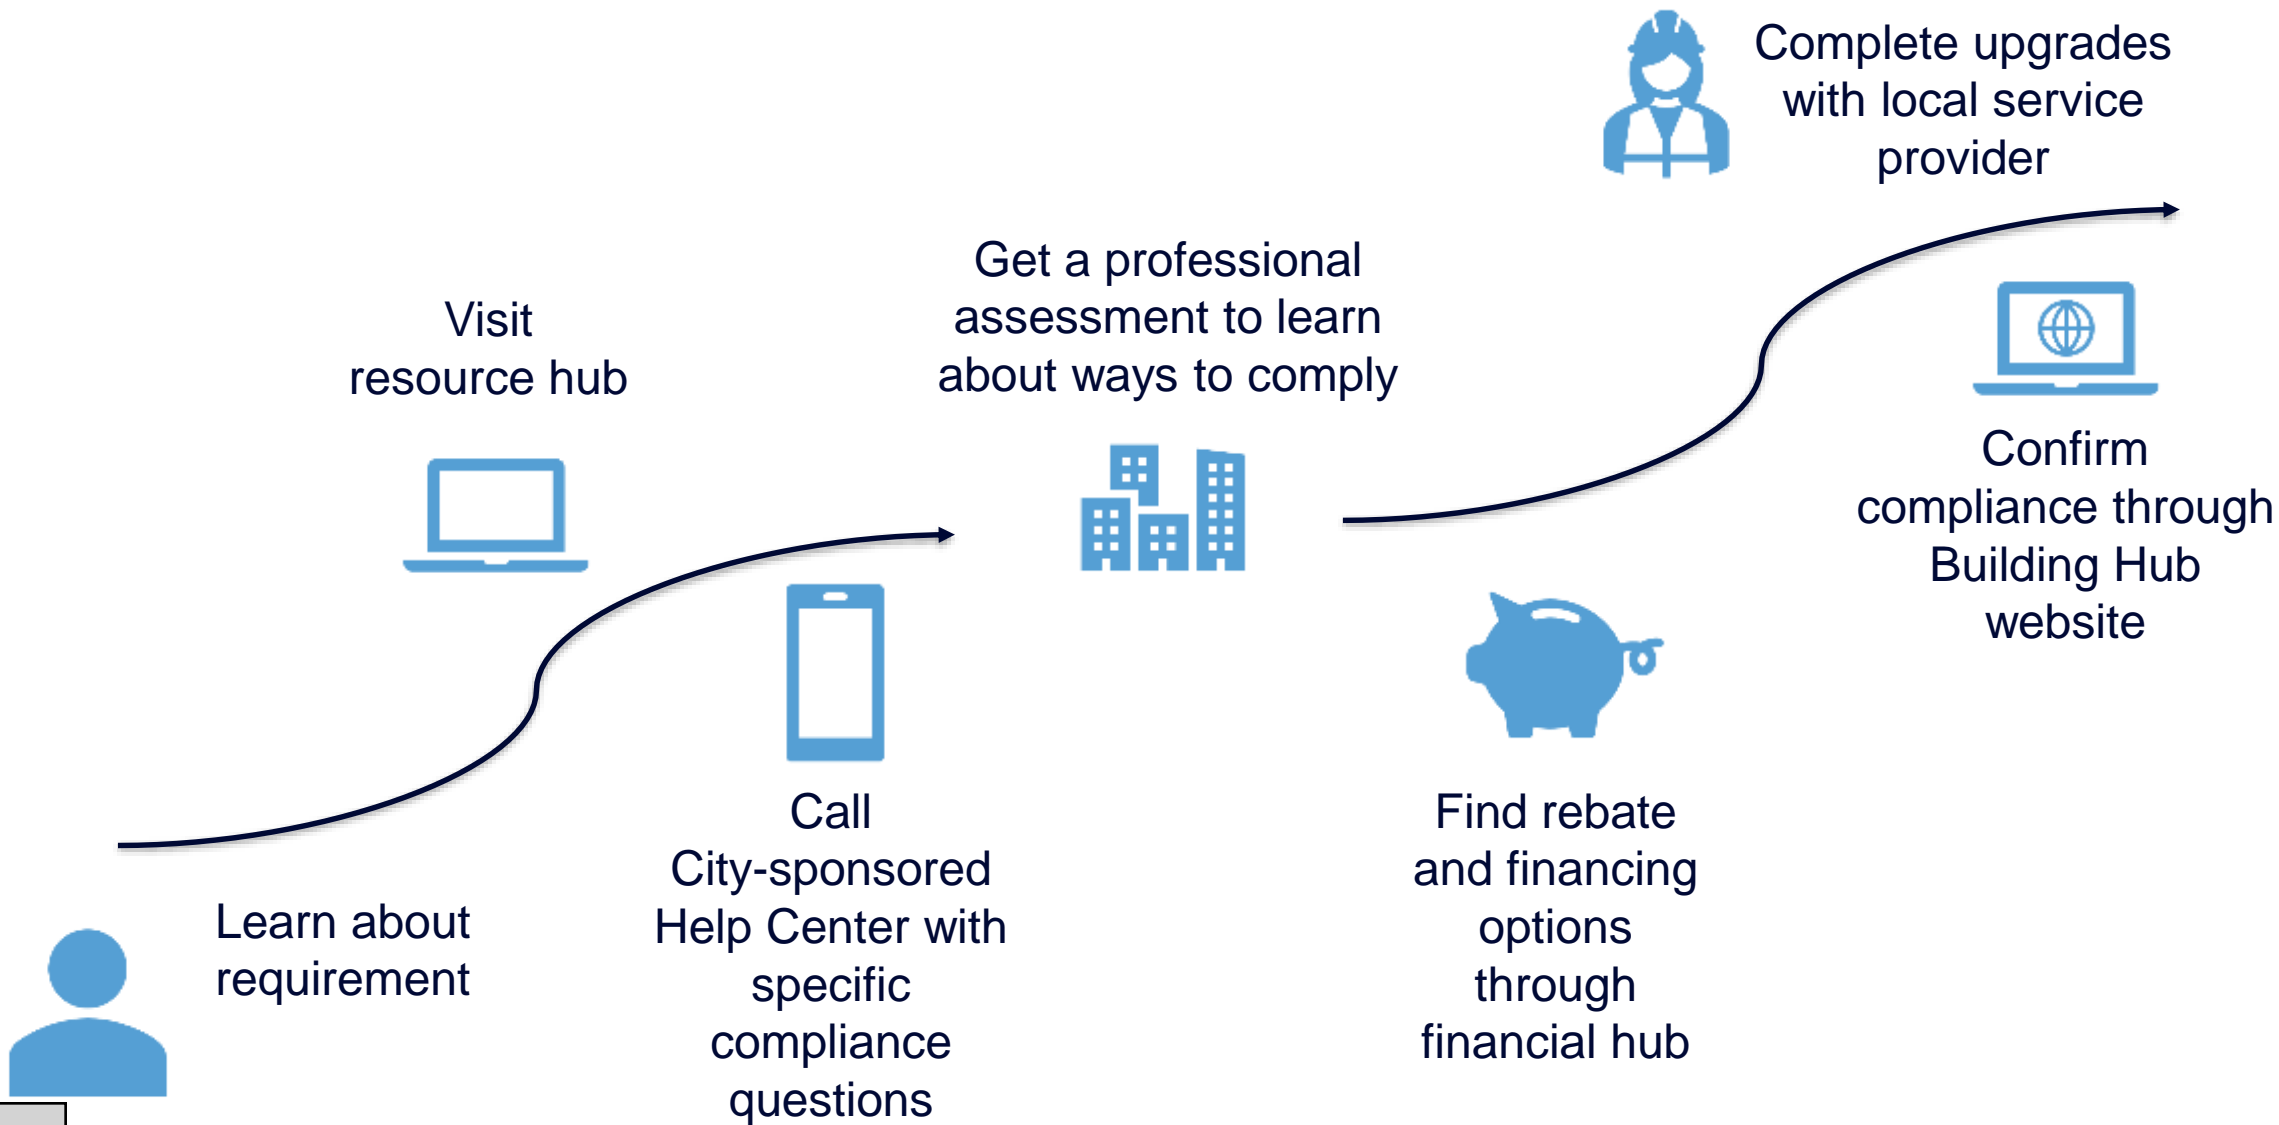 Learn about
requirement
Visit
resource hub
Call
City-sponsored
Help Center with
specific
compliance
questions
Get a professional
assessment to learn
about ways to comply
Find rebate
and financing
options
through
financial hub
Complete upgrades
with local service
provider
Confirm
compliance through
Building Hub
website